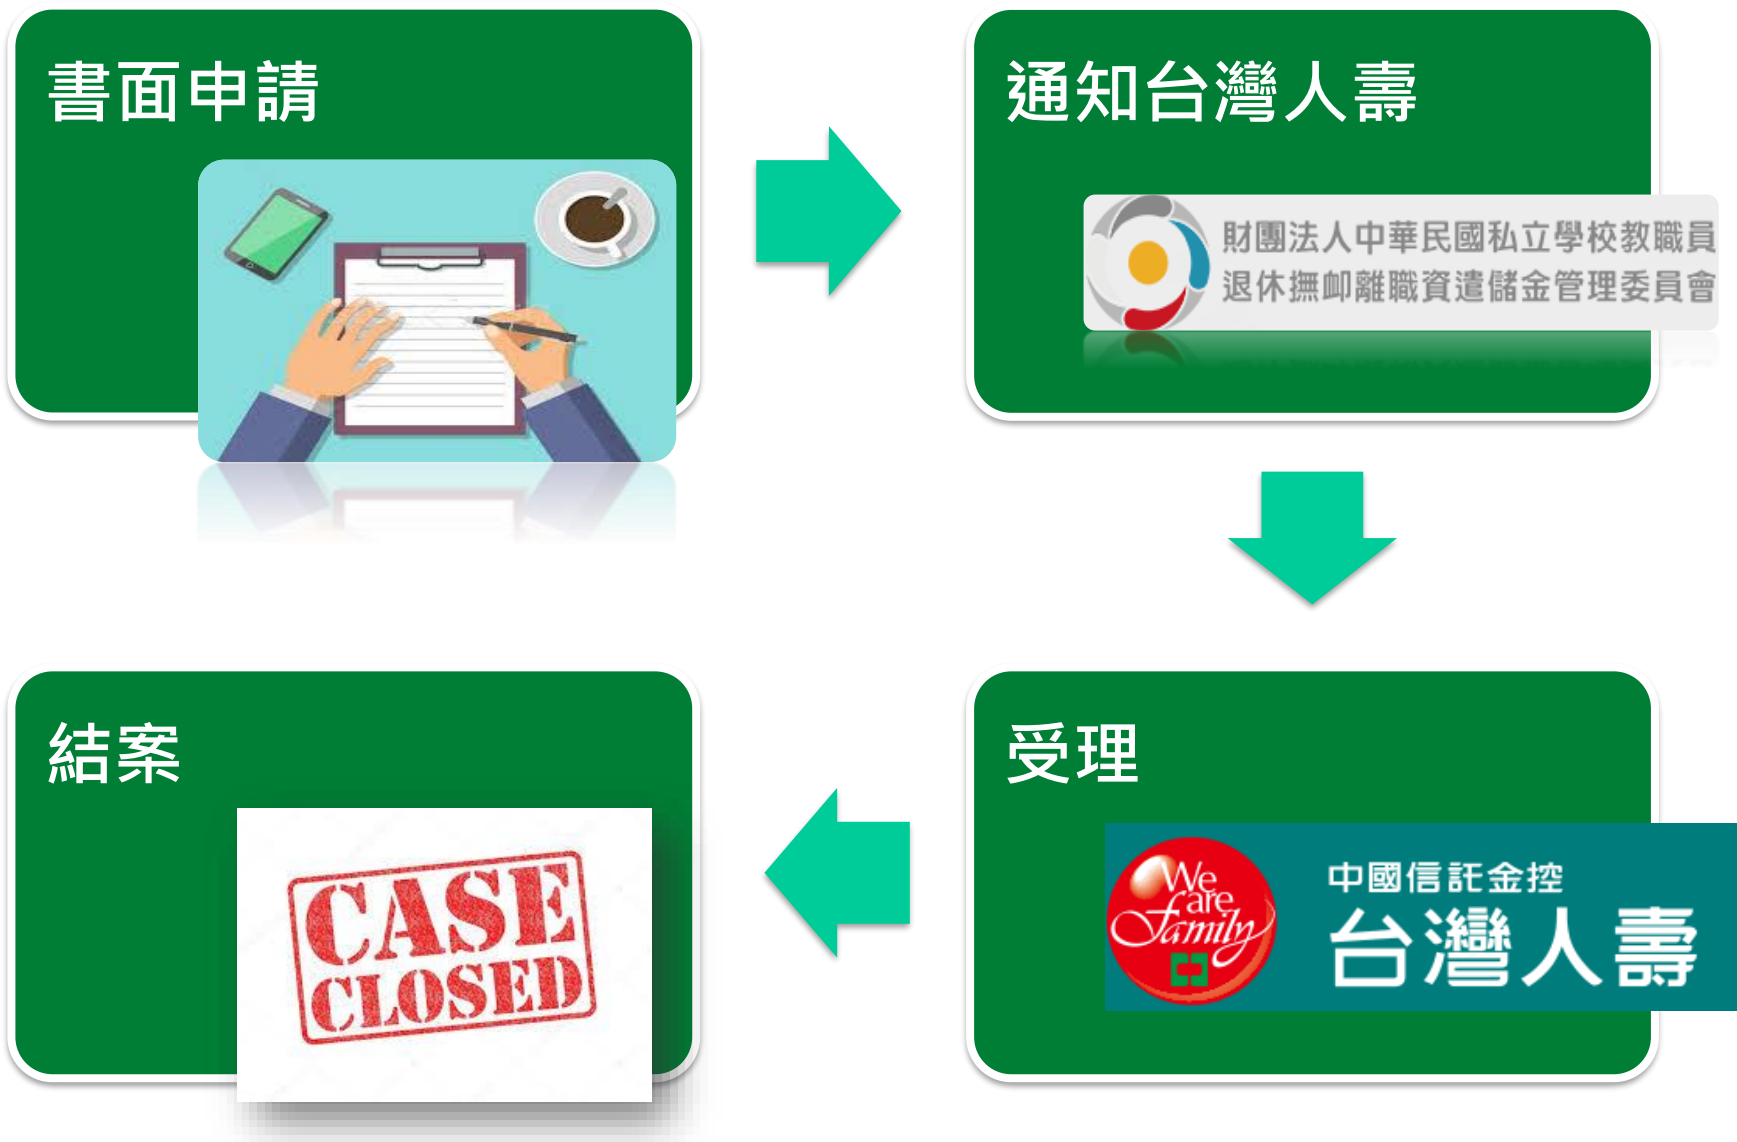 書面申請
通知台灣人壽
財團法人中華民國私立學校教職員
退休撫卹離職資遣儲金管理委員會
受理
We
Care
Family
中國信託金控
台灣人壽
結案
CASE
CLOSED